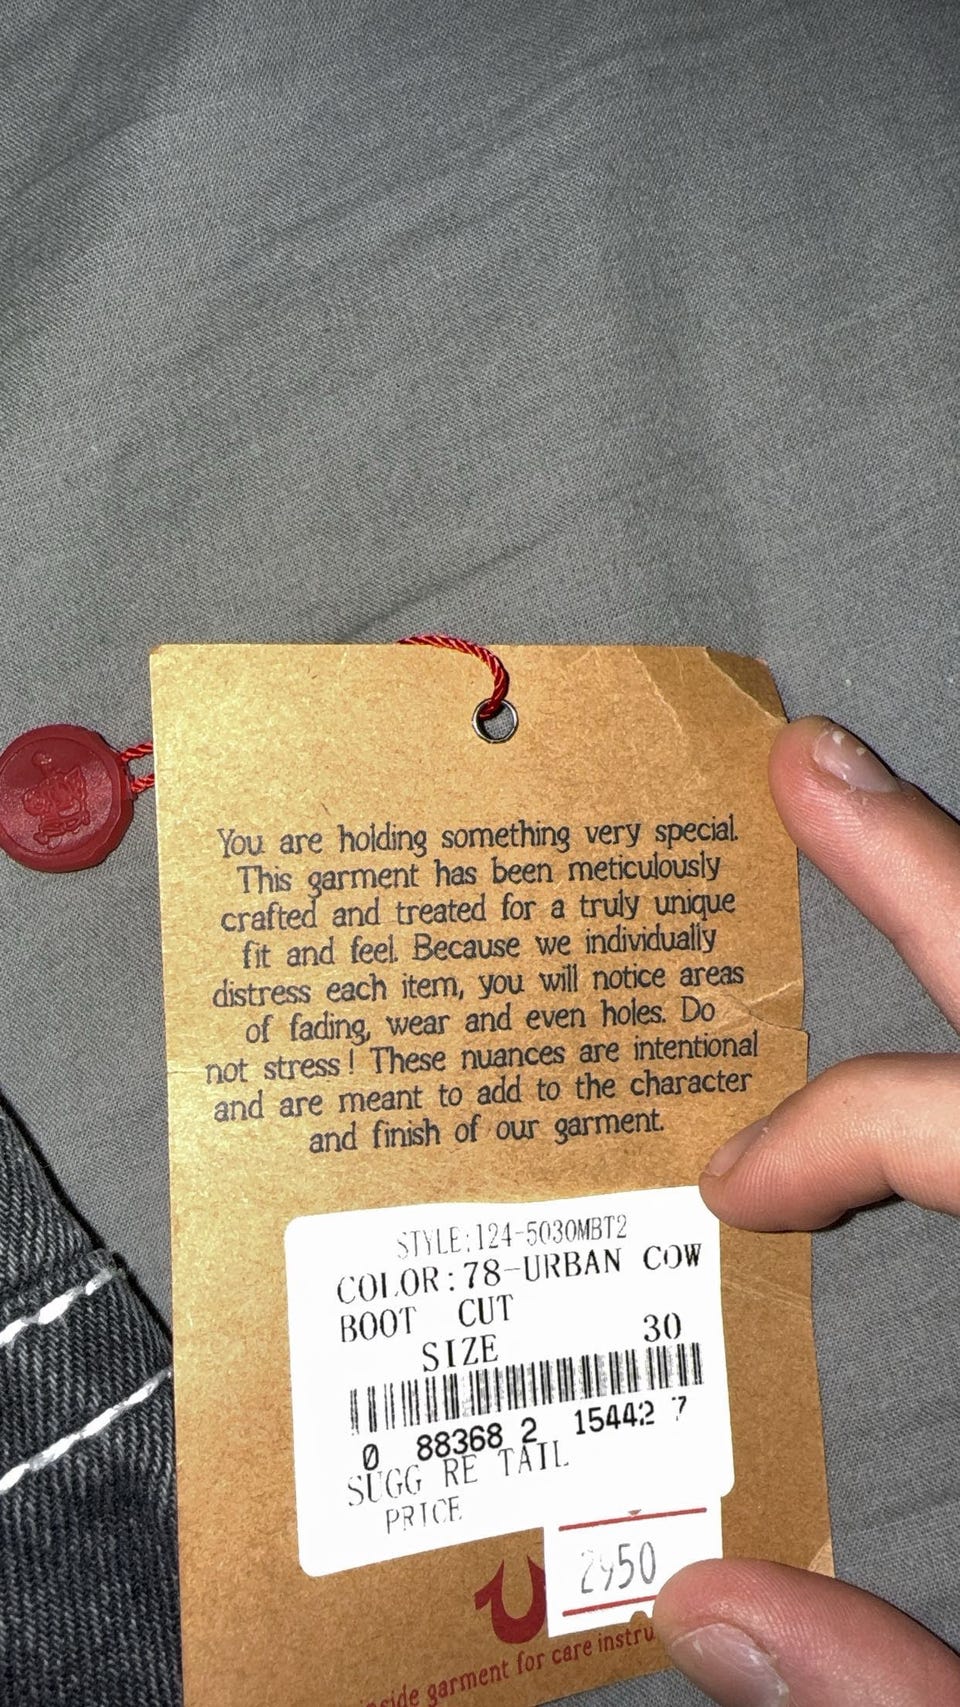 You are holding something very special.
This garment has been meticulously
crafted and treated for a truly unique
fit and feel. Because we individually
distress each item, you will notice areas
of fading, wear and even holes. Do
not stress! These nuances are intentional
and are meant to add to the character
and finish of our garment.
STYLE:124-5030MBT2
COLOR:78-URBAN COW
BOOT CUT
SIZE 30
0 88368 2 15442 7
SUGG RE TAIL
PRICE
2950
garment for care